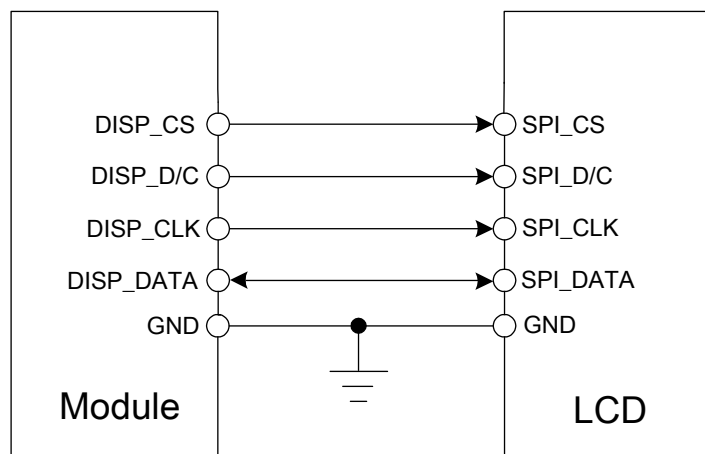 DISP_CS SPI_CS
DISP_D/C SPI_D/C
DISP_CLK SPI_CLK
DISP_DATA SPI_DATA
GND GND
Module LCD